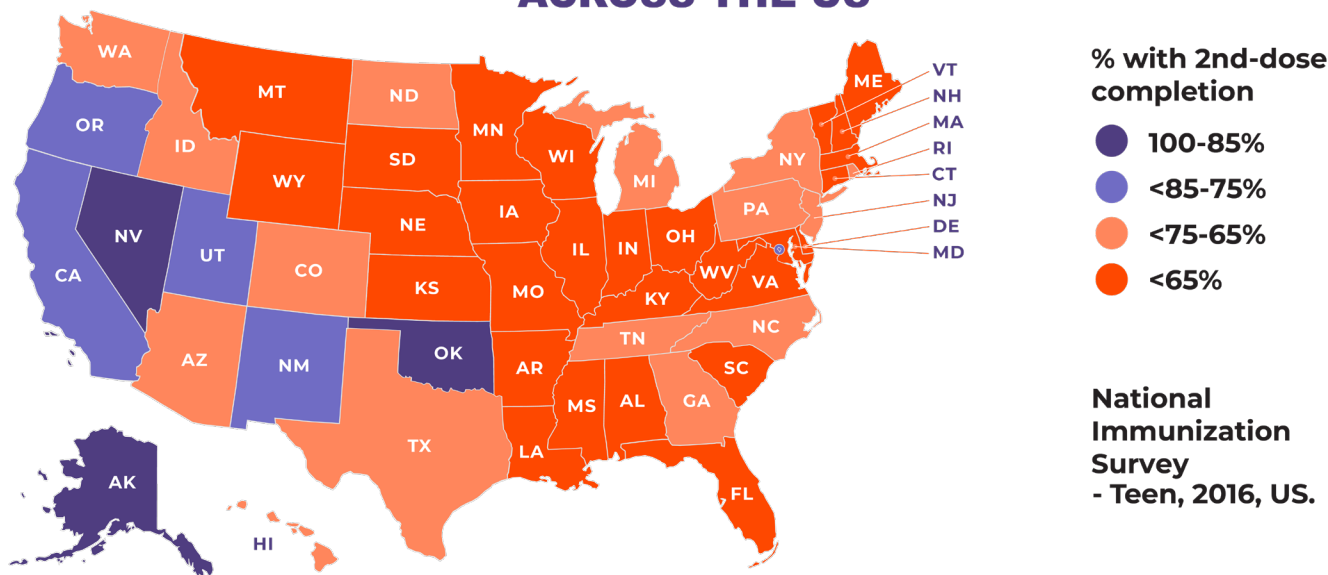 ACROSS THE US
WA
MT
ND
MN
ME
VT
NH
MA
RI
CT
NJ
DE
MD
OR
ID
WY
SD
WI
MI
NY
NV
UT
CO
NE
IA
IL
IN
OH
PA
CA
KS
MO
KY
WV
VA
AZ
NM
OK
AR
TN
NC
TX
LA
MS
AL
GA
SC
FL
AK
HI
% with 2nd-dose
completion
100-85%
<85-75%
<75-65%
<65%
National
Immunization
Survey
- Teen, 2016, US.